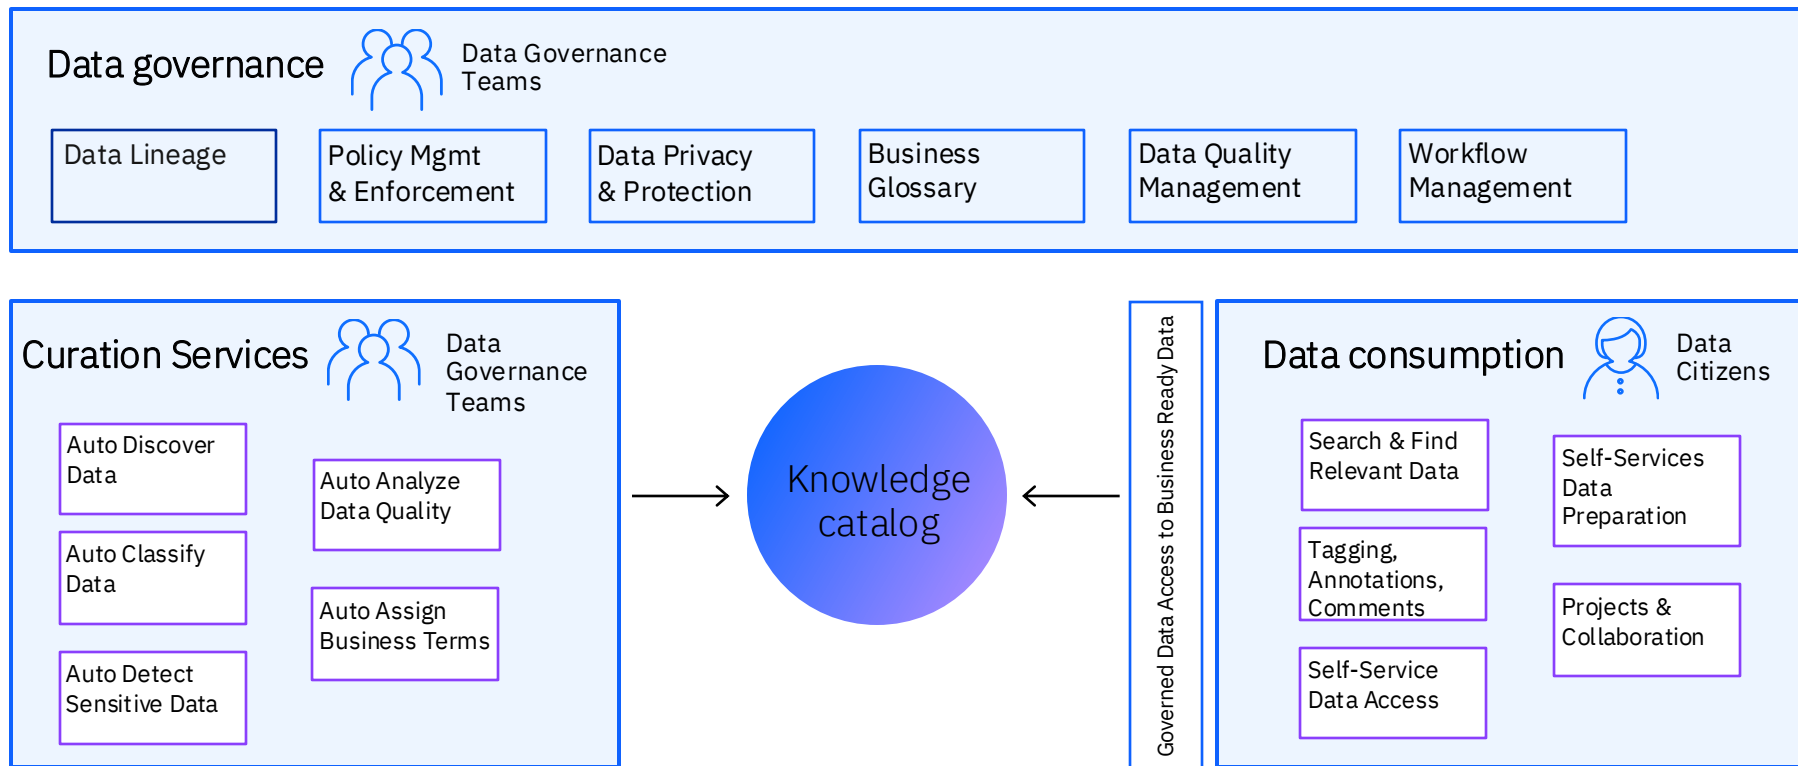 Data governance
Data Governance
Teams
Data Lineage
Policy Mgmt
& Enforcement
Data Privacy
& Protection
Business
Glossary
Data Quality
Management
Workflow
Management
Curation Services
Data
Governance
Teams
Auto Discover
Data
Auto Classify
Data
Auto Detect
Sensitive Data
Auto Analyze
Data Quality
Auto Assign
Business Terms
Knowledge
catalog
Governed Data Access to Business Ready Data
Data consumption
Data
Citizens
Search & Find
Relevant Data
Tagging,
Annotations,
Comments
Self-Service
Data Access
Self-Services
Data
Preparation
Projects &
Collaboration